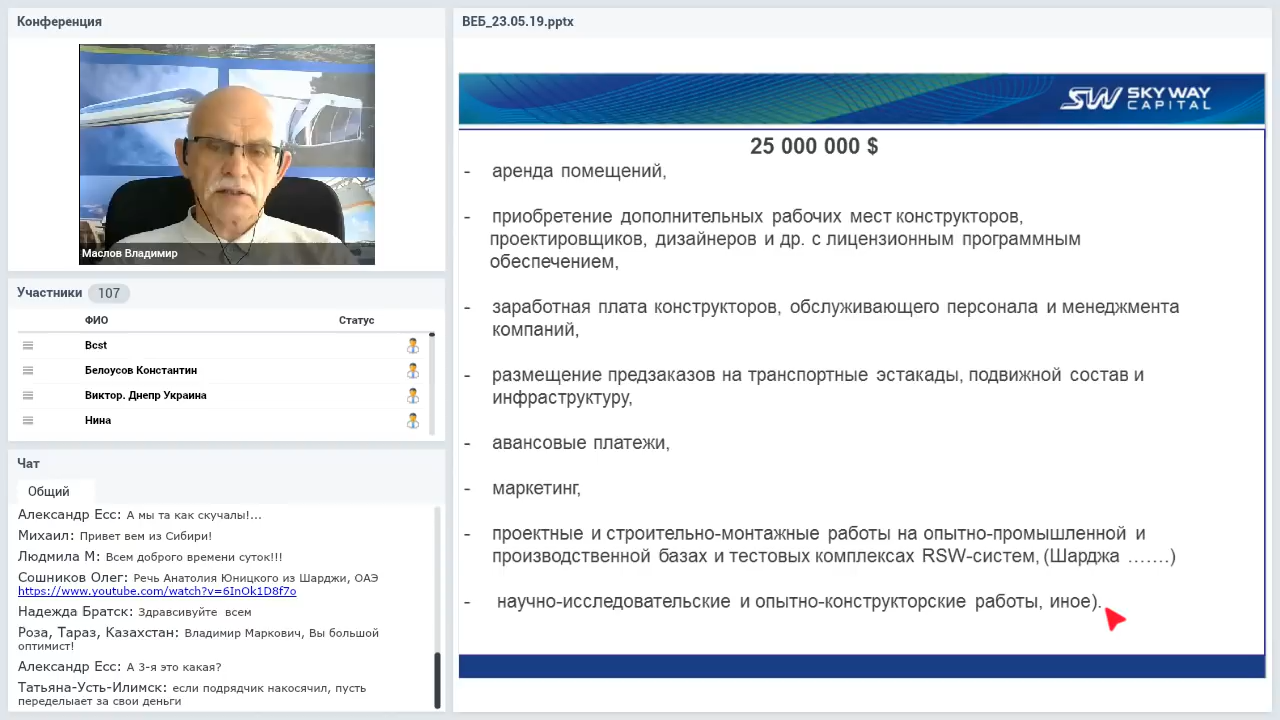 Конференция
Маслов Владимир
Участники 107
ФИО Статус
Bcst
Белоусов Константин
Виктор. Днепр Украина
Нина
Чат
Общий
Александр Есс: А мы та как скучалы!...
Михаил: Привет вем из Сибири!
Людмила М: Всем доброго времени суток!!!
Сошников Олег: Речь Анатолия Юницкого из Шарджи, ОАЭ
https://www.youtube.com/watch?v=6InOk1D8f7o
Надежда Братск: Здравсивуйте всем
Роза, Тараз, Казахстан: Владимир Маркович, Вы большой
оптимист!
Александр Есс: А 3-я это какая?
Татьяна-Усть-Илимск: если подрядчик накосячил, пусть
переделыает за свои деньги
ВЕБ_23.05.19.pptx
SW SKY WAY
CAPITAL
25 000 000 $
- аренда помещений,
- приобретение дополнительных рабочих мест конструкторов,
проектировщиков, дизайнеров и др. с лицензионным программным
обеспечением,
- заработная плата конструкторов, обслуживающего персонала и менеджмента
компаний,
- размещение предзаказов на транспортные эстакады, подвижной состав и
инфраструктуру,
- авансовые платежи,
- маркетинг,
- проектные и строительно-монтажные работы на опытно-промышленной и
производственной базах и тестовых комплексах RSW-систем, (Шарджа …….)
- научно-исследовательские и опытно-конструкторские работы, иное).